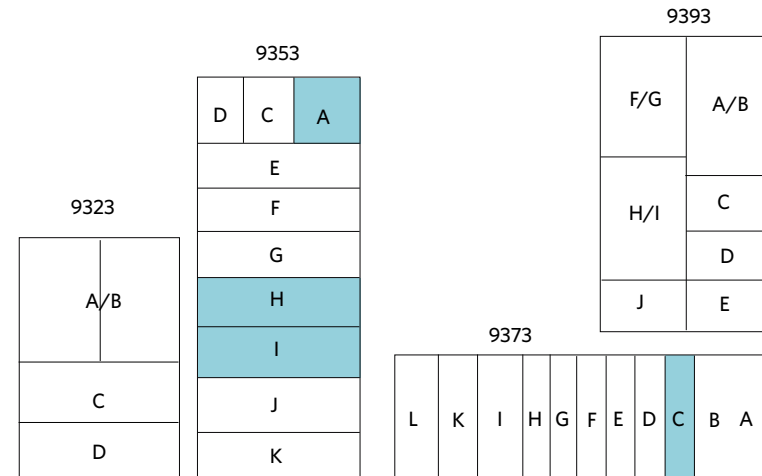 9393
F/G
A/B
H/I
C
D
J
E
9353
D C A
E
F
G
H
I
J
K
9323
A/B
C
D
9373
L K I H G F E D C B A